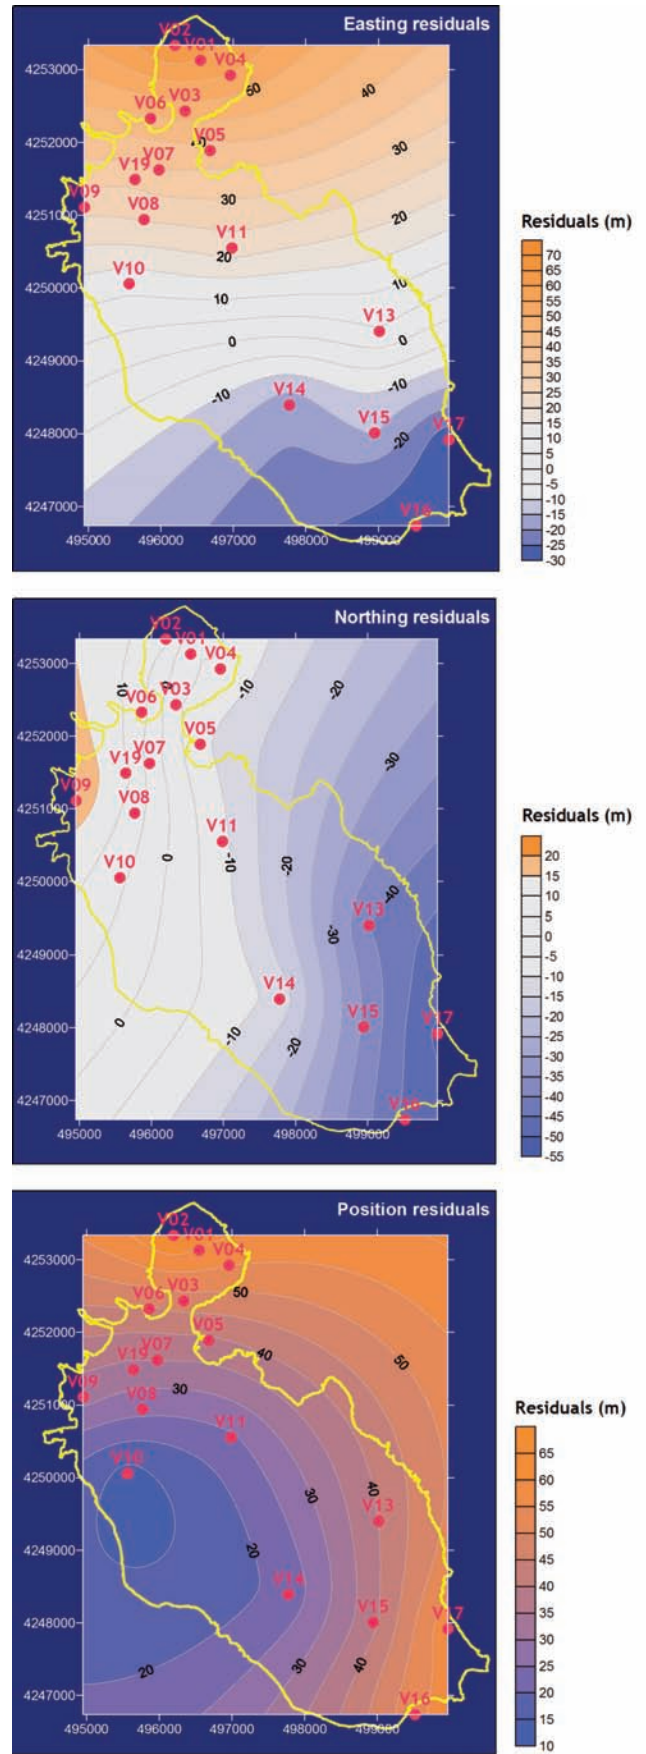 Easting residuals
V02
V01
4253000
V04
50
40
V06
V03
4252000
40
V05
30
V07
V19
V09
30
4251000
V08
20
V11
20
V10
4250000
10
10
V13
0
0
4249000
-10
-10
V14
V15
V17
4248000
-20
4247000
V16
495000 496000 497000 498000 499000
Residuals (m)
70
65
60
55
50
45
40
35
30
25
20
15
10
5
0
-5
-10
-15
-20
-25
-30
Northing residuals
V02
V01
4253000
V04
10
0
-10
-20
V06
V03
4252000
V05
-30
V07
V19
V09
4251000
V08
V11
0
-10
-20
V10
4250000
-40
V13
-30
4249000
V14
V15
V17
0
4248000
-10
-20
4247000
V16
495000 496000 497000 498000 499000
Residuals (m)
20
15
10
5
0
-5
-10
-15
-20
-25
-30
-35
-40
-45
-50
-55
Position residuals
V02
V01
4253000
V04
50
V06
V03
4252000
V05
40
50
V07
V19
V09
30
4251000
V08
V11
V10
4250000
30
40
V13
4249000
20
V14
V15
V17
4248000
20
30
40
4247000
V16
495000 496000 497000 498000 499000
Residuals (m)
65
60
55
50
45
40
35
30
25
20
15
10